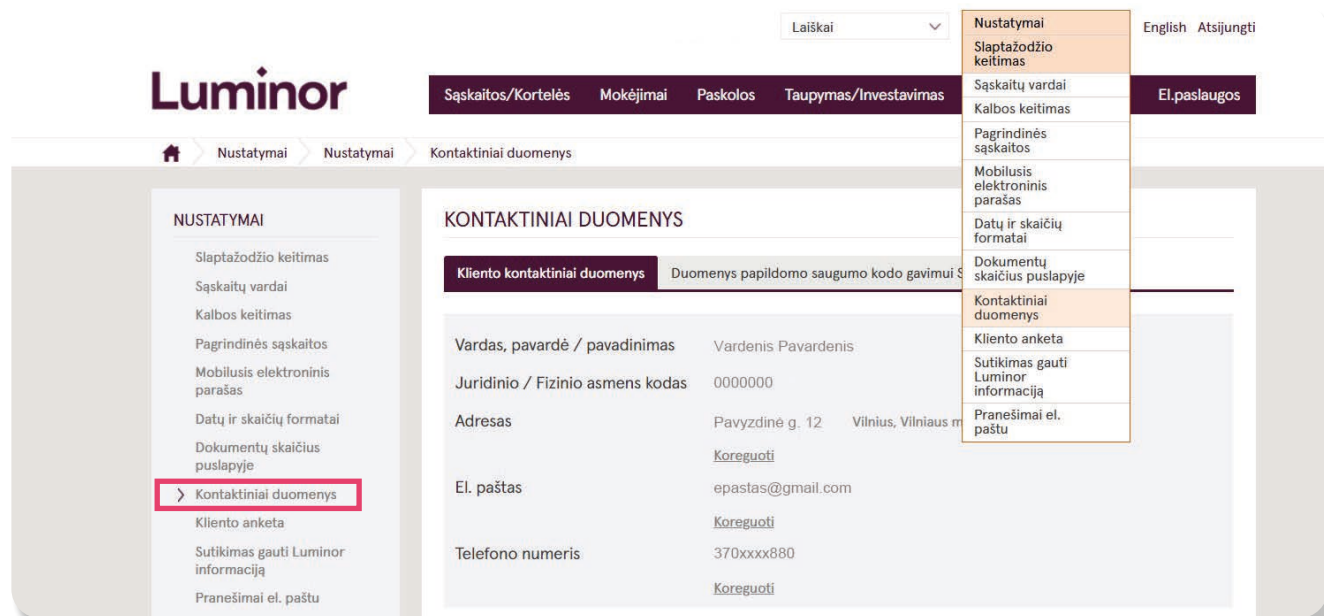 Laiškai
Nustatymai
English Atsijungti
Slaptažodžio
keitimas
Sąskaitų vardai
Kalbos keitimas
Pagrindinės
sąskaitos
Mobilusis
elektroninis
parašas
Datų ir skaičių
formatai
Dokumentų
skaičius puslapyje
Kontaktiniai
duomenys
Kliento anketa
Sutikimas gauti
Luminor
informaciją
Pranešimai el.
paštu
Luminor
Sąskaitos/Kortelės Mokėjimai Paskolos Taupymas/Investavimas El.paslaugos
Nustatymai Nustatymai Kontaktiniai duomenys
NUSTATYMAI
Slaptažodžio keitimas
Sąskaitų vardai
Kalbos keitimas
Pagrindinės sąskaitos
Mobilusis elektroninis
parašas
Datų ir skaičių formatai
Dokumentų skaičius
puslapyje
Kontaktiniai duomenys
Kliento anketa
Sutikimas gauti Luminor
informaciją
Pranešimai el. paštu
KONTAKTINIAI DUOMENYS
Kliento kontaktiniai duomenys Duomenys papildomo saugumo kodo gavimui
Vardas, pavardė / pavadinimas Vardenis Pavardenis
Juridinio / Fizinio asmens kodas 0000000
Adresas Pavyzdinė g. 12 Vilnius, Vilniaus
Koreguoti
El. paštas epastas@gmail.com
Koreguoti
Telefono numeris 370xxxx880
Koreguoti